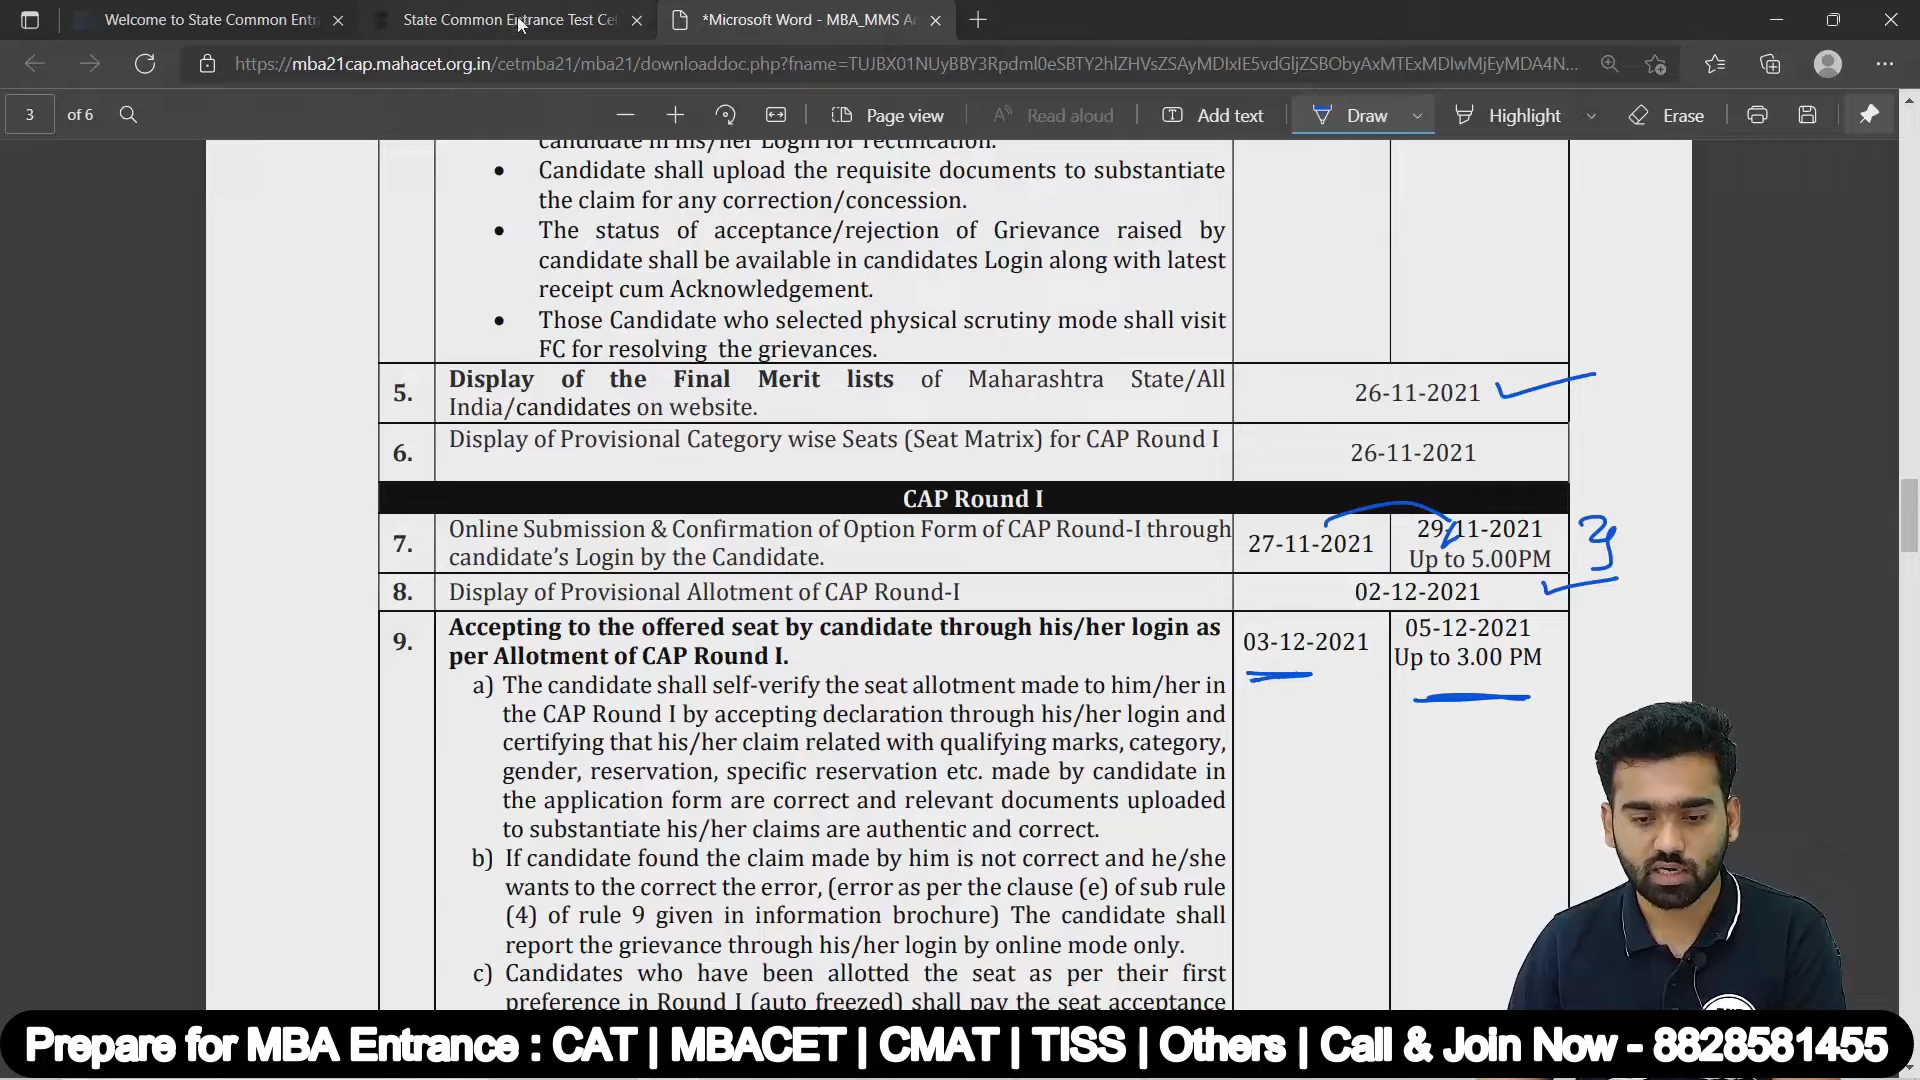 Welcome to State Common Entr
State Common Entrance Test Ce
*Microsoft Word - MBA_MMS A
https://mba21cap.mahacet.org.in/cetmba21/mba21/downloaddoc.php?fname=TUJBX01NUyBBY3Rpdml0eSBTY2hlZHVsZSAyMDIxIE5vdGljZSBObyAxMTExMDIwMjEyMDA4N...
3 of 6
Page view
Read aloud
Add text
Draw
Highlight
Erase
candidate in his/her Login for rectification.
• Candidate shall upload the requisite documents to substantiate
the claim for any correction/concession.
• The status of acceptance/rejection of Grievance raised by
candidate shall be available in candidates Login along with latest
receipt cum Acknowledgement.
• Those Candidate who selected physical scrutiny mode shall visit
FC for resolving the grievances.
5. Display of the Final Merit lists of Maharashtra State/All
India/candidates on website.
26-11-2021
6. Display of Provisional Category wise Seats (Seat Matrix) for CAP Round I
26-11-2021
CAP Round I
7. Online Submission & Confirmation of Option Form of CAP Round-I through
candidate's Login by the Candidate.
27-11-2021
29-11-2021
Up to 5.00PM
8. Display of Provisional Allotment of CAP Round-I
02-12-2021
9. Accepting to the offered seat by candidate through his/her login as
per Allotment of CAP Round I.
03-12-2021
05-12-2021
Up to 3.00 PM
a) The candidate shall self-verify the seat allotment made to him/her in
the CAP Round I by accepting declaration through his/her login and
certifying that his/her claim related with qualifying marks, category,
gender, reservation, specific reservation etc. made by candidate in
the application form are correct and relevant documents uploaded
to substantiate his/her claims are authentic and correct.
b) If candidate found the claim made by him is not correct and he/she
wants to the correct the error, (error as per the clause (e) of sub rule
(4) of rule 9 given in information brochure) The candidate shall
report the grievance through his/her login by online mode only.
c) Candidates who have been allotted the seat as per their first
preference in Round I (auto freezed) shall pay the seat acceptance
Prepare for MBA Entrance : CAT | MBACET | CMAT | TISS | Others | Call & Join Now - 8828581455